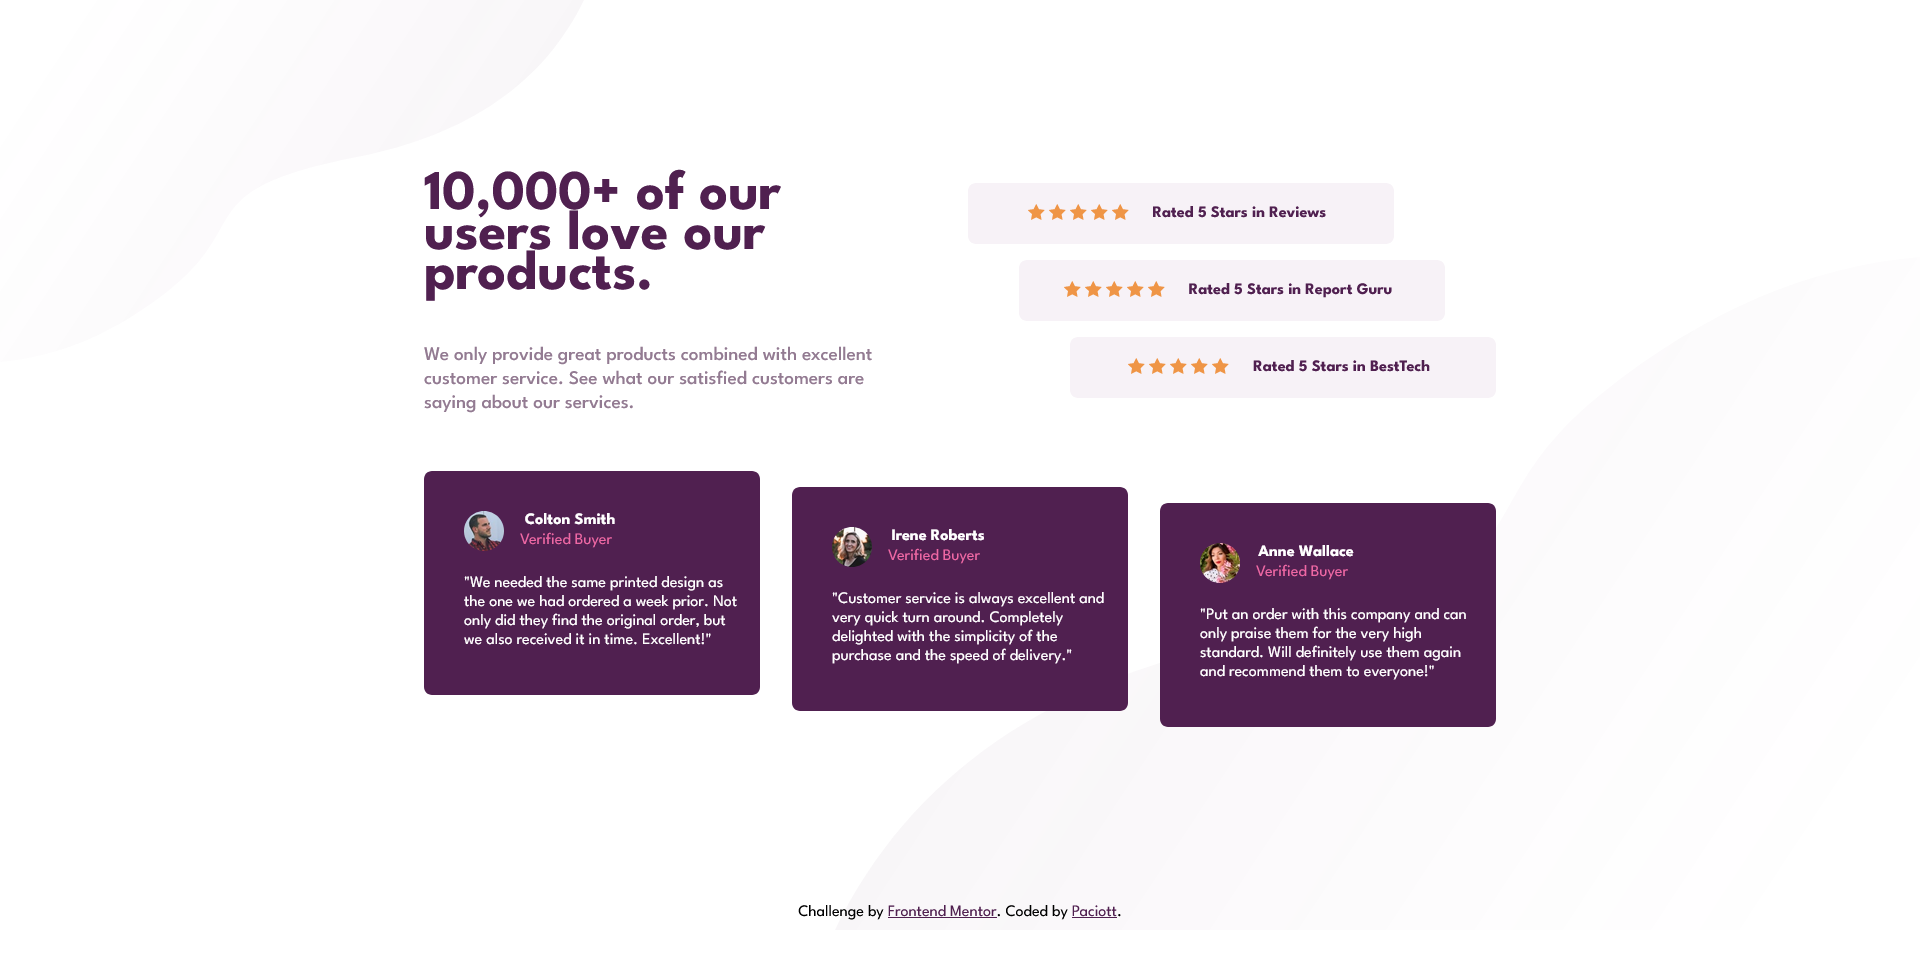 10,000+ of our
users love our
products.
We only provide great products combined with excellent
customer service. See what our satisfied customers are
saying about our services.
Rated 5 Stars in Reviews
Rated 5 Stars in Report Guru
Rated 5 Stars in BestTech
Colton Smith
Verified Buyer
"We needed the same printed design as
the one we had ordered a week prior. Not
only did they find the original order, but
we also received it in time. Excellent!"
Irene Roberts
Verified Buyer
"Customer service is always excellent and
very quick turn around. Completely
delighted with the simplicity of the
purchase and the speed of delivery."
Anne Wallace
Verified Buyer
"Put an order with this company and can
only praise them for the very high
standard. Will definitely use them again
and recommend them to everyone!"
Challenge by Frontend Mentor. Coded by Paciott.